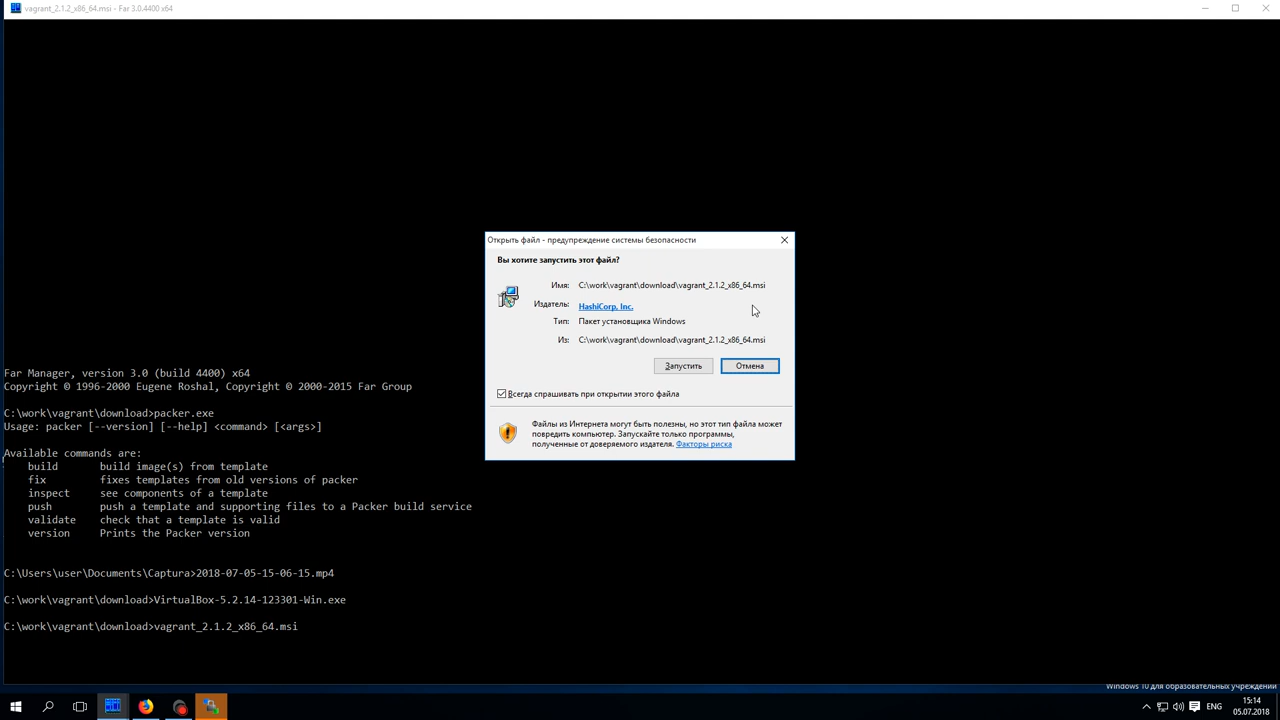 vagrant_2.1.2_x86_64.msi - Far 3.0.4400 x64
Открыть файл - предупреждение системы безопасности
Вы хотите запустить этот файл?
Имя: C:\work\vagrant\download\vagrant_2.1.2_x86_64.msi
Издатель: HashiCorp, Inc.
Тип: Пакет установщика Windows
Из: C:\work\vagrant\download\vagrant_2.1.2_x86_64.msi
Запустить Отмена
Всегда спрашивать при открытии этого файла
Файлы из Интернета могут быть полезны, но этот тип файла может
повредить компьютер. Запускайте только программы,
полученные от доверяемого издателя. Факторы риска
Far Manager, version 3.0 (build 4400) x64
Copyright © 1996-2000 Eugene Roshal, Copyright © 2000-2015 Far Group
C:\work\vagrant\download>packer.exe
Usage: packer [--version] [--help] <command> [<args>]
Available commands are:
build build image(s) from template
fix fixes templates from old versions of packer
inspect see components of a template
push push a template and supporting files to a Packer build service
validate check that a template is valid
version Prints the Packer version
C:\Users\user\Documents\Captura>2018-07-05-15-06-15.mp4
C:\work\vagrant\download>VirtualBox-5.2.14-123301-Win.exe
C:\work\vagrant\download>vagrant_2.1.2_x86_64.msi
Windows 10 для образовательных учреждений
ENG
15:14
05.07.2018